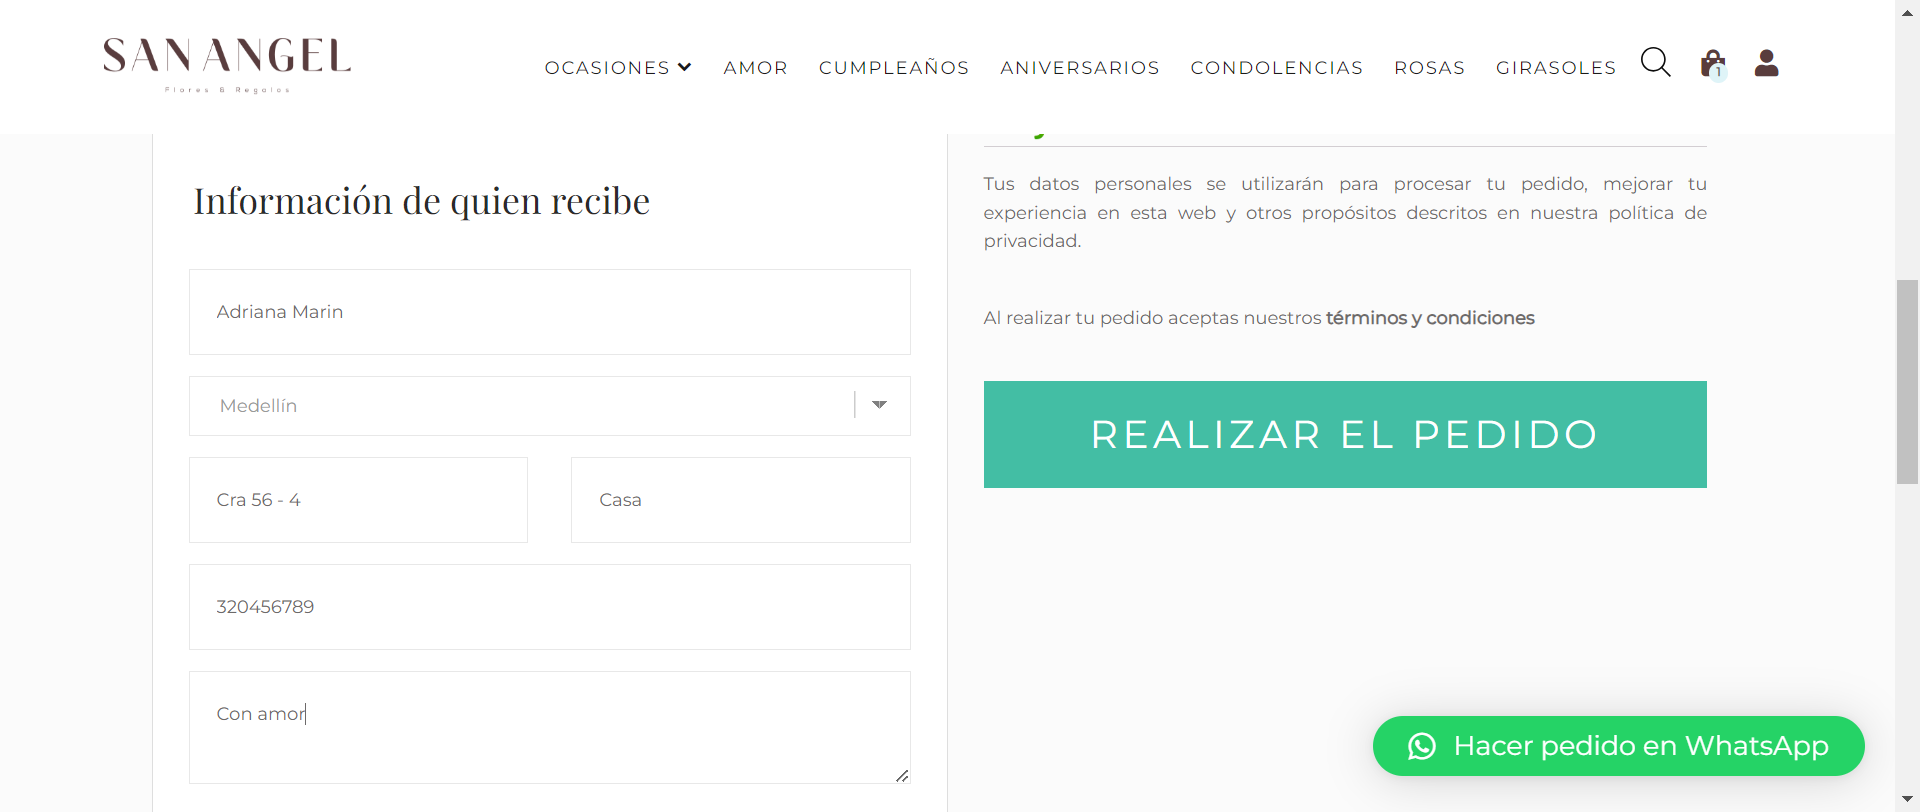 SAN ANGEL
Flores & Regalos
OCASIONES
AMOR
CUMPLEAÑOS
ANIVERSARIOS
CONDOLENCIAS
ROSAS
GIRASOLES
1
Información de quien recibe
Adriana Marin
Medellín
Cra 56 - 4
Casa
320456789
Con amor
Tus datos personales se utilizarán para procesar tu pedido, mejorar tu
experiencia en esta web y otros propósitos descritos en nuestra política de
privacidad.
Al realizar tu pedido aceptas nuestros términos y condiciones
REALIZAR EL PEDIDO
Hacer pedido en WhatsApp